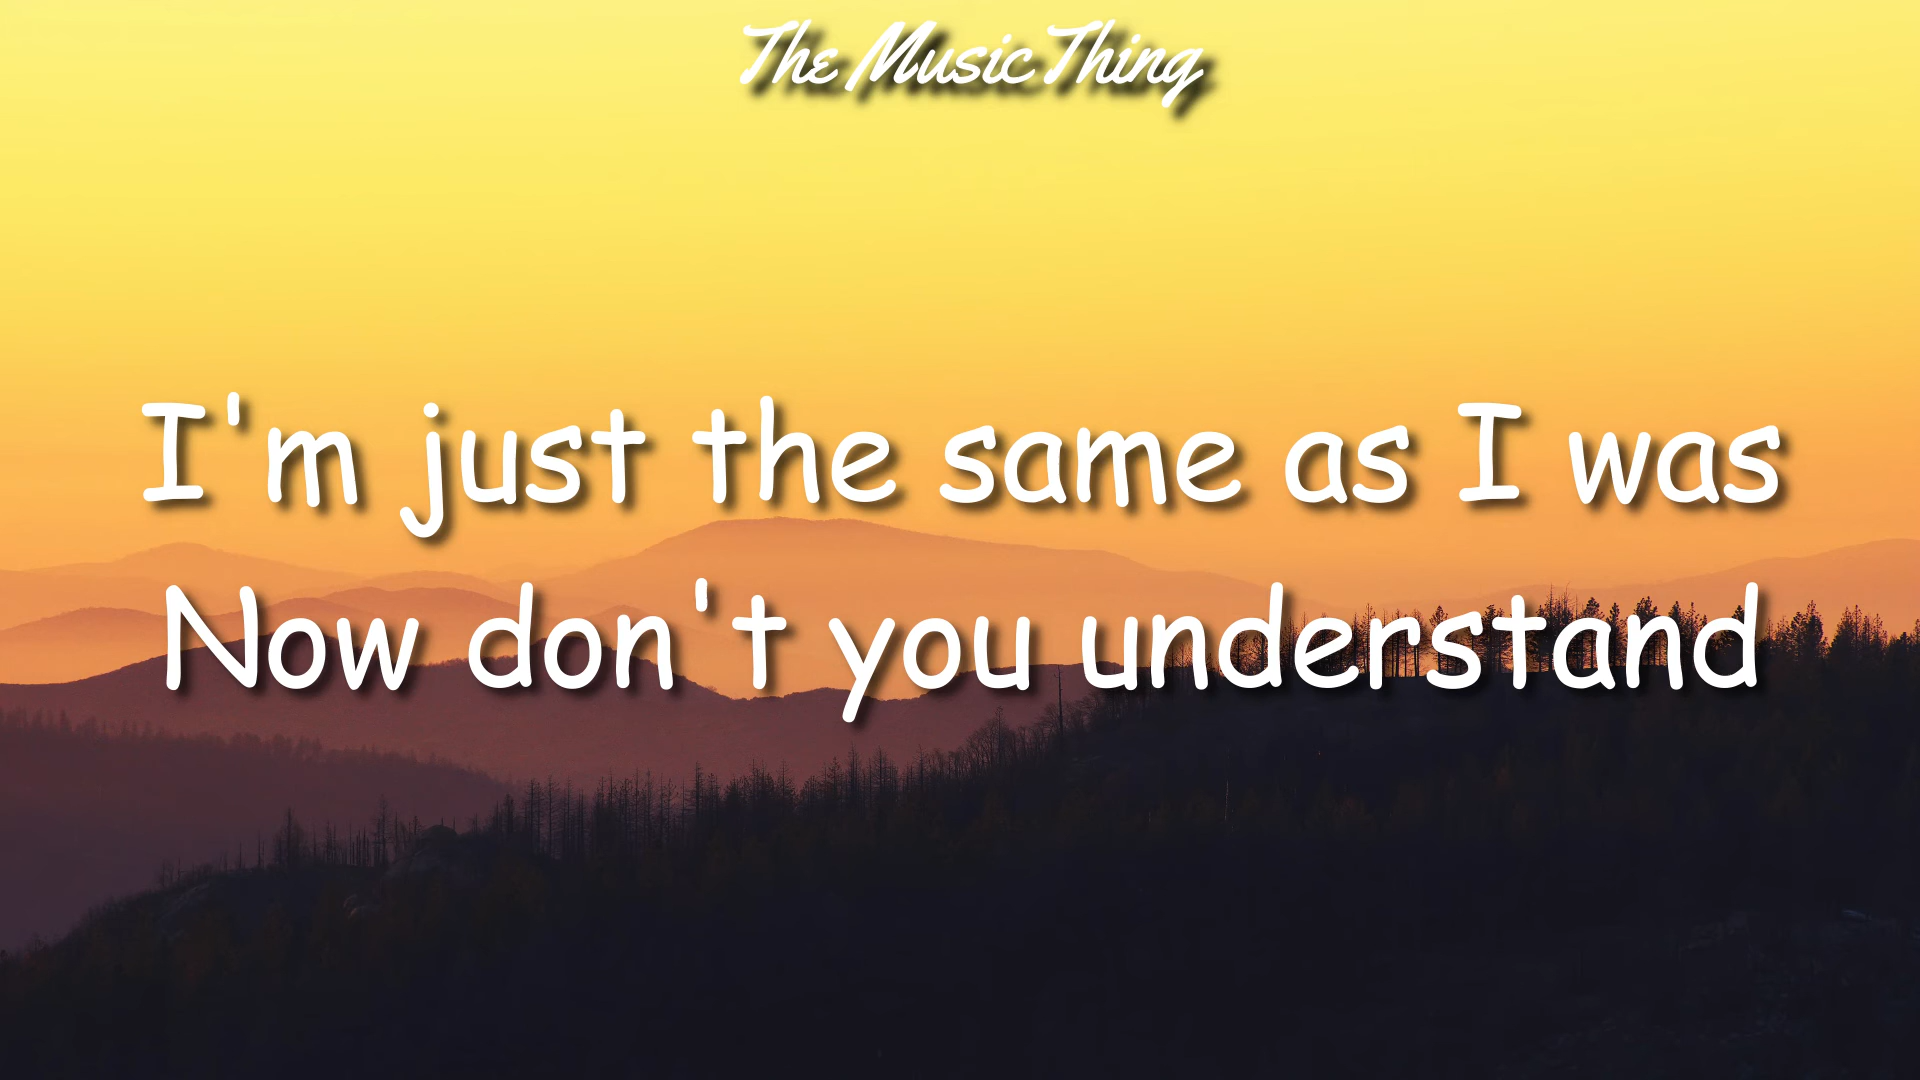 The Music Thing
I'm just the same as I was
Now don't you understand